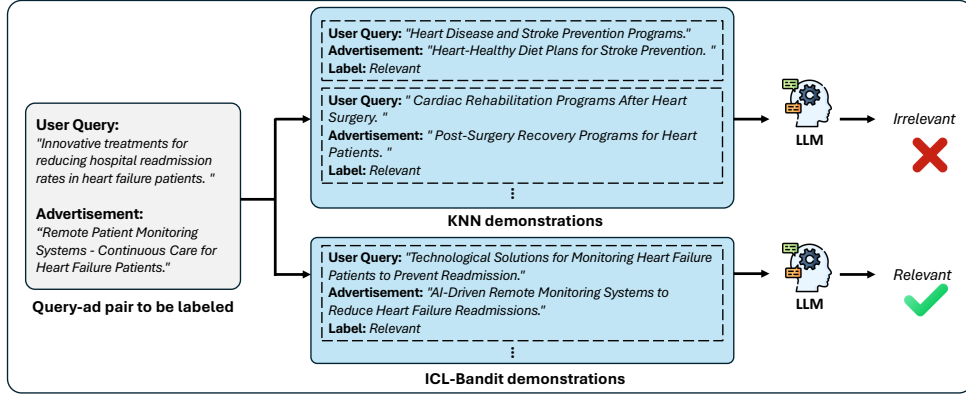 User Query:
"Innovative treatments for
reducing hospital readmission
rates in heart failure patients. "
Advertisement:
"Remote Patient Monitoring
Systems - Continuous Care for
Heart Failure Patients."
Query-ad pair to be labeled
User Query: "Heart Disease and Stroke Prevention Programs."
Advertisement: "Heart-Healthy Diet Plans for Stroke Prevention. "
Label: Relevant
User Query: " Cardiac Rehabilitation Programs After Heart
Surgery. "
Advertisement: " Post-Surgery Recovery Programs for Heart
Patients. "
Label: Relevant
KNN demonstrations
LLM
Irrelevant
User Query: "Technological Solutions for Monitoring Heart Failure
Patients to Prevent Readmission."
Advertisement: "AI-Driven Remote Monitoring Systems to
Reduce Heart Failure Readmissions."
Label: Relevant
ICL-Bandit demonstrations
LLM
Relevant